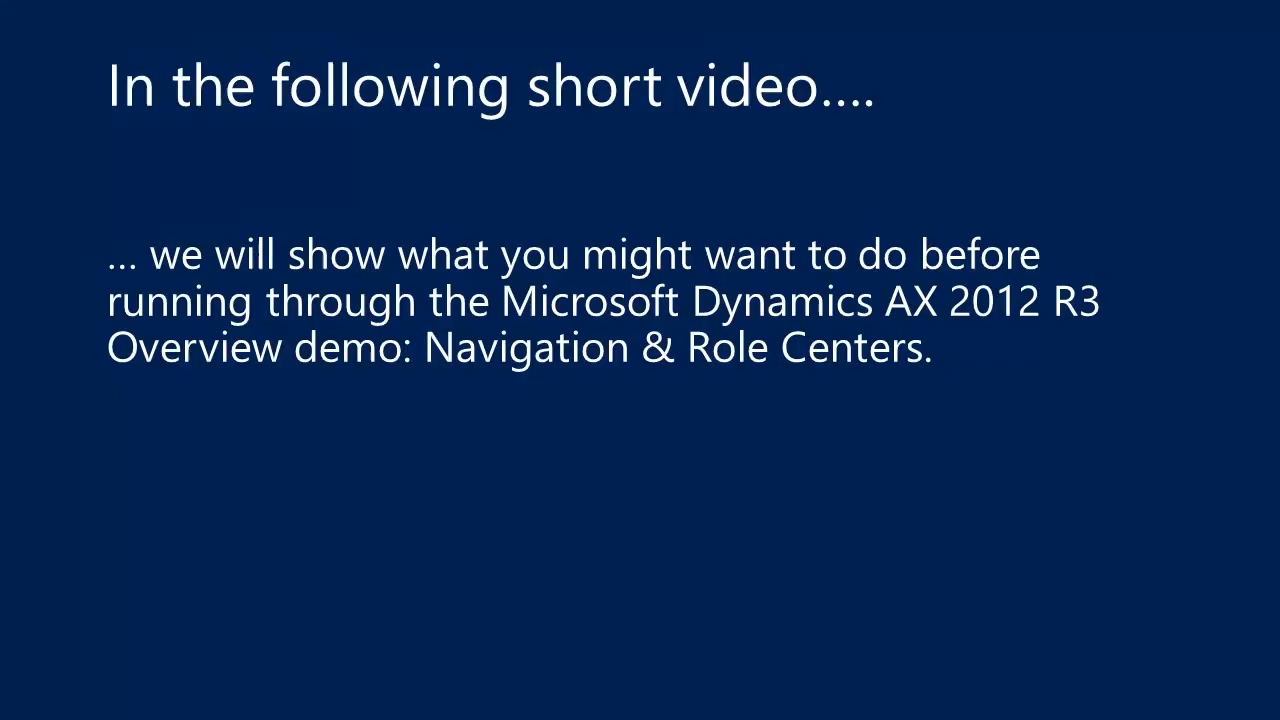 In the following short video....
... we will show what you might want to do before
running through the Microsoft Dynamics AX 2012 R3
Overview demo: Navigation & Role Centers.